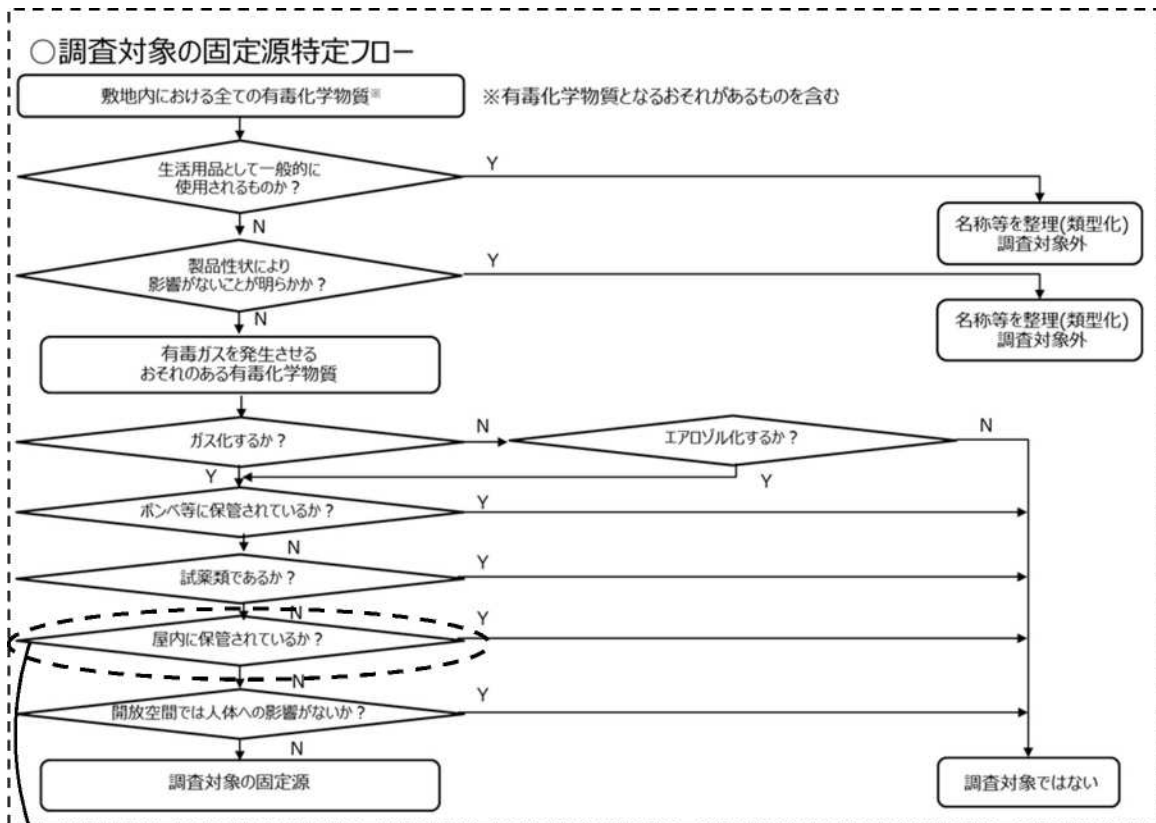 ○調査対象の固定源特定フロー
敷地内における全ての有毒化学物質※
※有毒化学物質となるおそれがあるものを含む
生活用品として一般的に
使用されるものか？
Y
N
名称等を整理(類型化)
調査対象外
製品性状により
影響がないことが明らかか？
Y
N
名称等を整理(類型化)
調査対象外
有毒ガスを発生させる
おそれのある有毒化学物質
ガス化するか？
N
エアロゾル化するか？
N
Y
Y
ボンベ等に保管されているか？
Y
N
試薬類であるか？
Y
N
屋内に保管されているか？
Y
N
開放空間では人体への影響がないか？
Y
N
調査対象の固定源
調査対象ではない